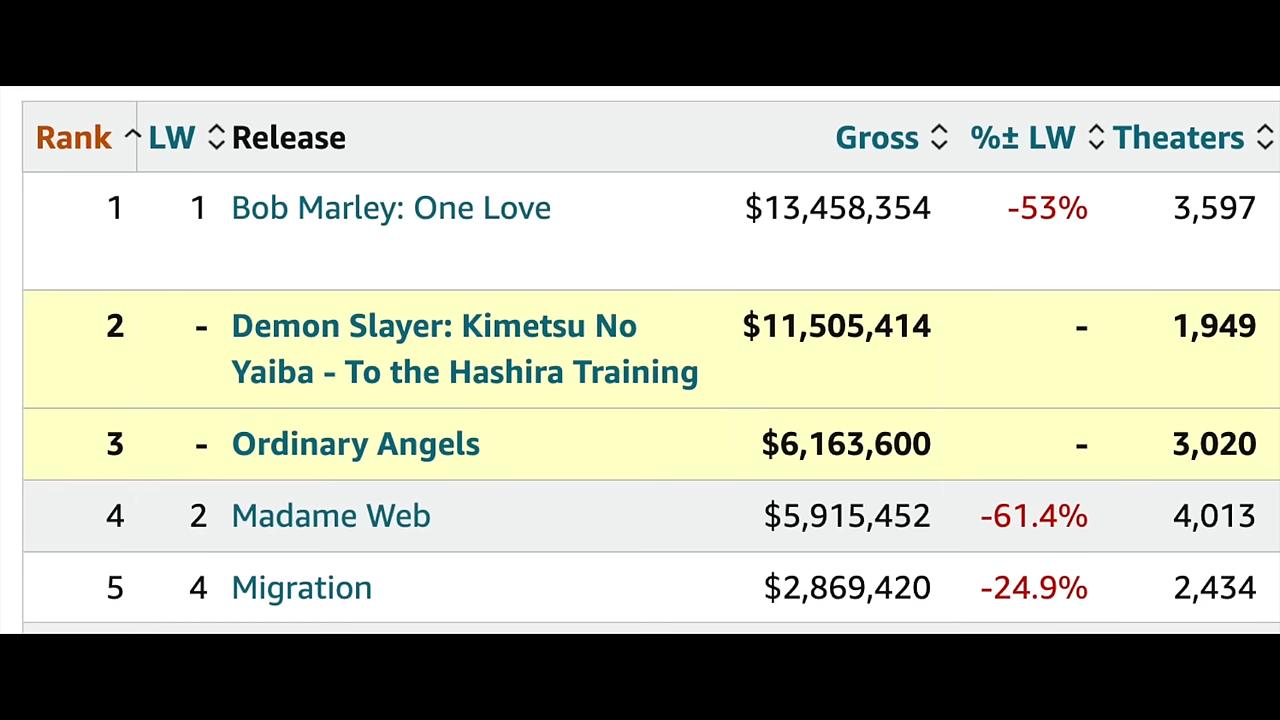 Rank LW Release Gross %± LW Theaters
1 1 Bob Marley: One Love $13,458,354 -53% 3,597
2 - Demon Slayer: Kimetsu No $11,505,414 - 1,949
Yaiba - To the Hashira Training
3 - Ordinary Angels $6,163,600 - 3,020
4 2 Madame Web $5,915,452 -61.4% 4,013
5 4 Migration $2,869,420 -24.9% 2,434